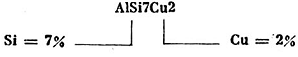 AlSi7Cu2
Si = 7% Cu = 2%